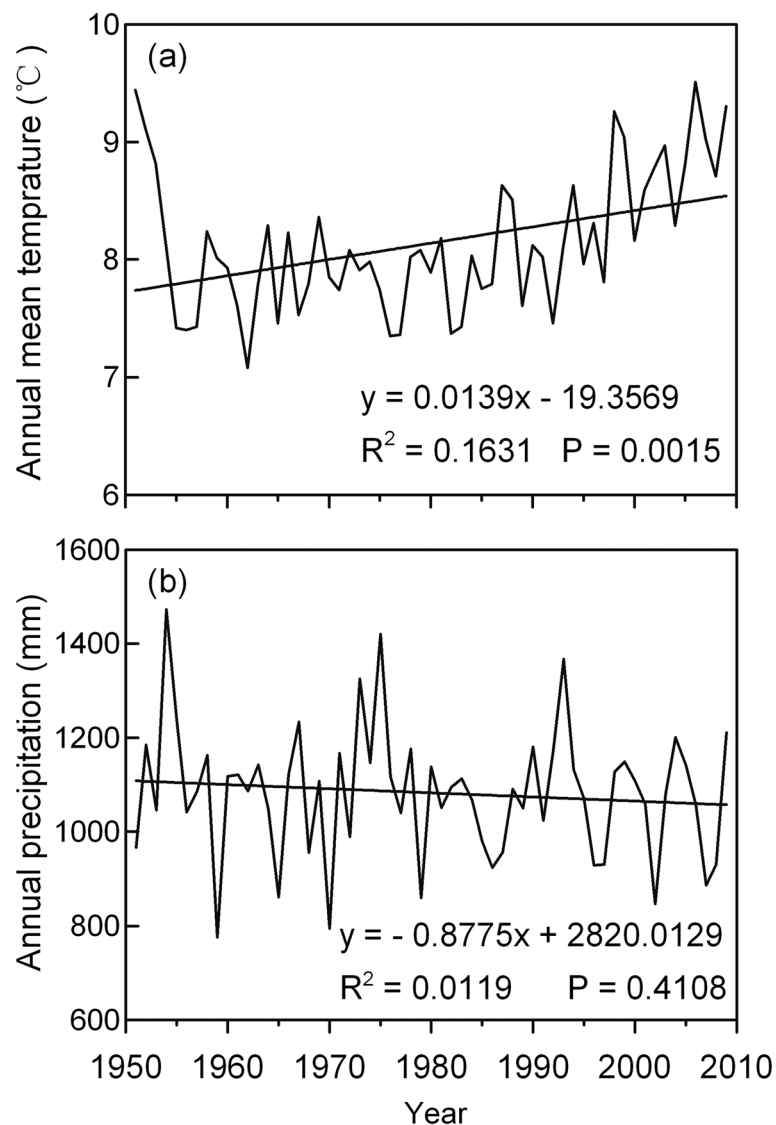 10
(a)
9
8
7
6
Annual mean temprature (℃)
y = 0.0139x - 19.3569
R² = 0.1631 P = 0.0015
1600
(b)
1400
1200
1000
800
600
Annual precipitation (mm)
y = - 0.8775x + 2820.0129
R² = 0.0119 P = 0.4108
1950 1960 1970 1980 1990 2000 2010
Year